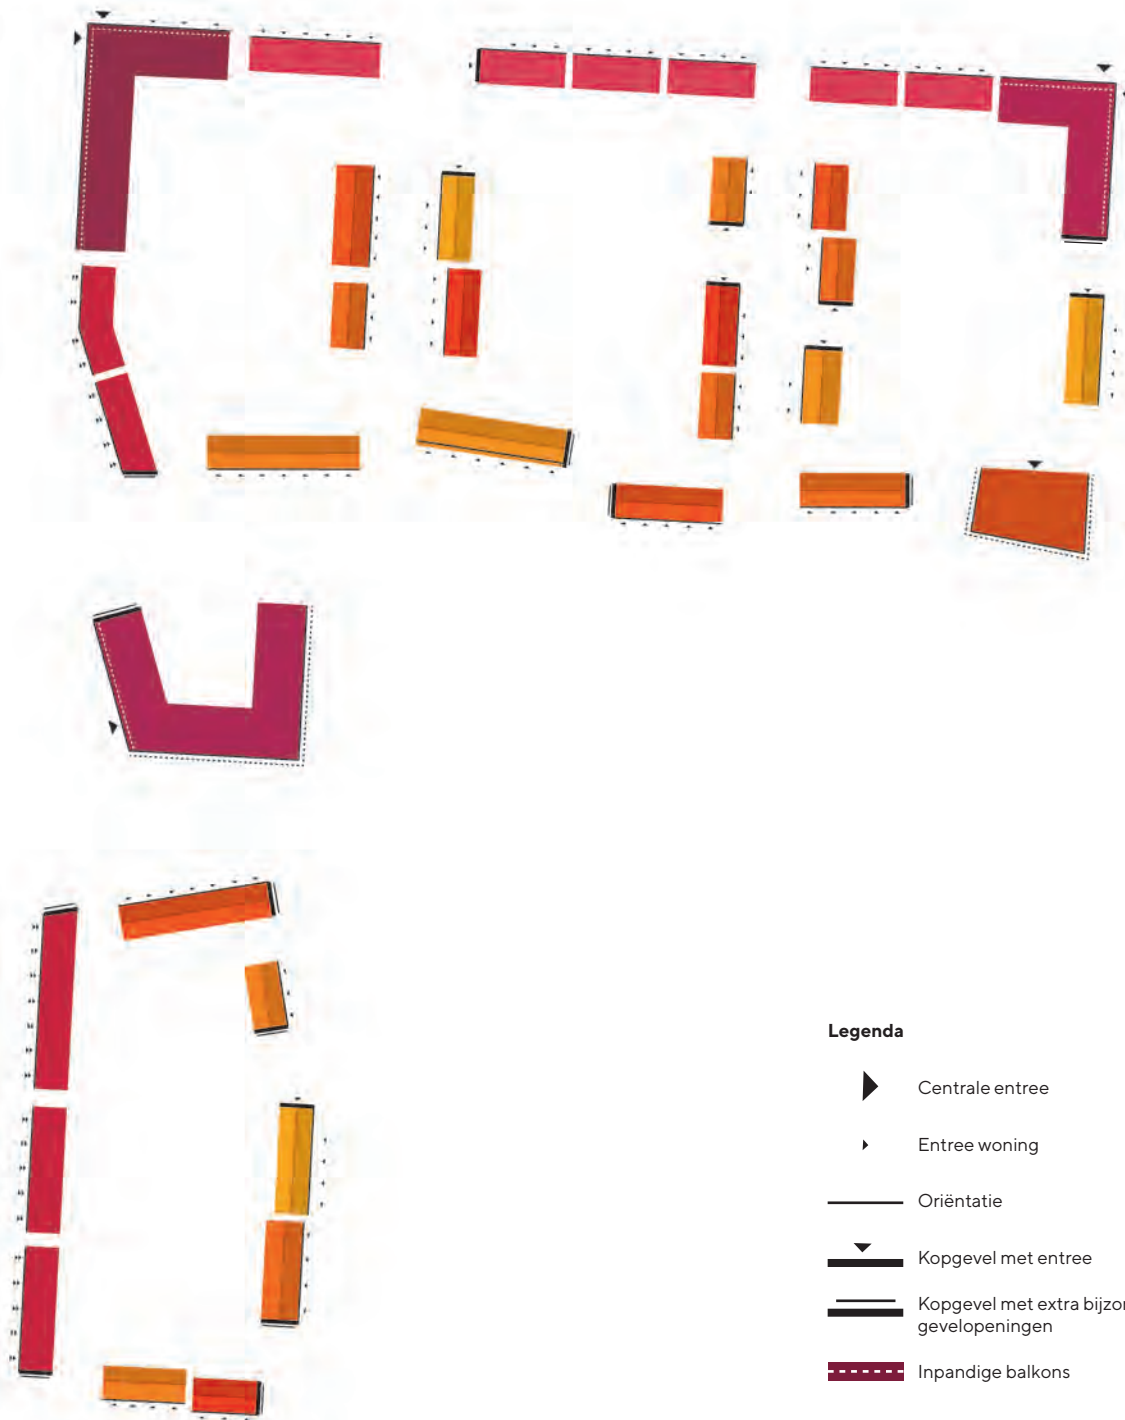 Legenda
Centrale entree
Entree woning
Oriëntatie
Kopgevel met entree
Kopgevel met extra
gevelopeningen
Inpandige balkons